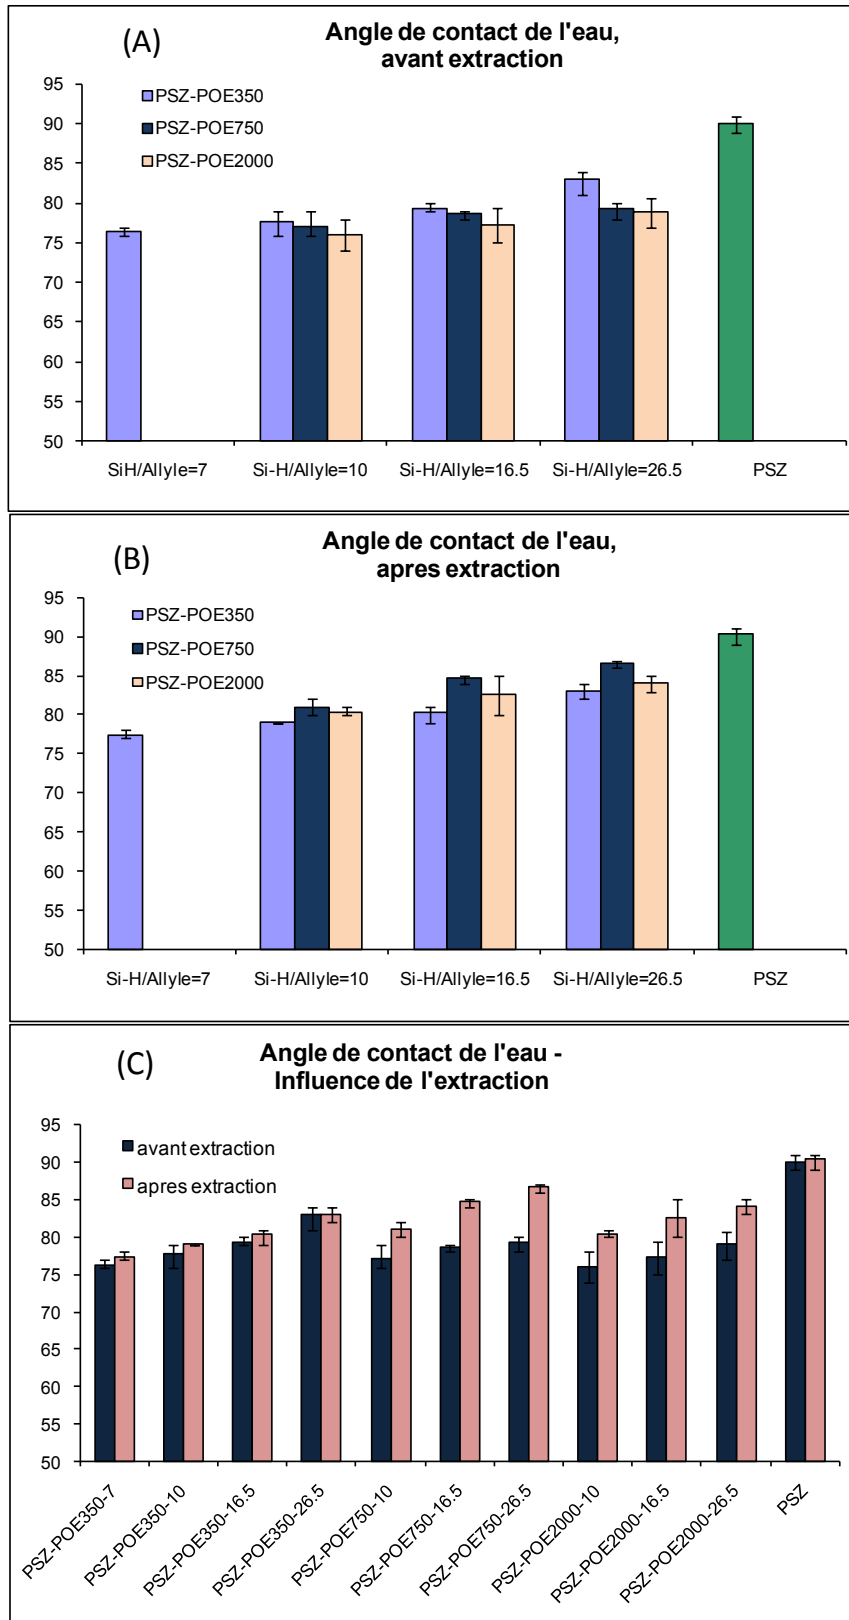 (A)
Angle de contact de l'eau,
avant extraction
95
90
85
80
75
70
65
60
55
50
PSZ-POE350
PSZ-POE750
PSZ-POE2000
SiH/Allyle=7
Si-H/Allyle=10
Si-H/Allyle=16.5
Si-H/Allyle=26.5
PSZ
(B)
Angle de contact de l'eau,
apres extraction
95
90
85
80
75
70
65
60
55
50
PSZ-POE350
PSZ-POE750
PSZ-POE2000
Si-H/Allyle=7
Si-H/Allyle=10
Si-H/Allyle=16.5
Si-H/Allyle=26.5
PSZ
(C)
Angle de contact de l'eau -
Influence de l'extraction
95
90
85
80
75
70
65
60
55
50
avant extraction
apres extraction
PSZ-POE350-7
PSZ-POE350-10
PSZ-POE350-16.5
PSZ-POE350-26.5
PSZ-POE750-10
PSZ-POE750-16.5
PSZ-POE750-26.5
PSZ-POE2000-10
PSZ-POE2000-16.5
PSZ-POE2000-26.5
PSZ